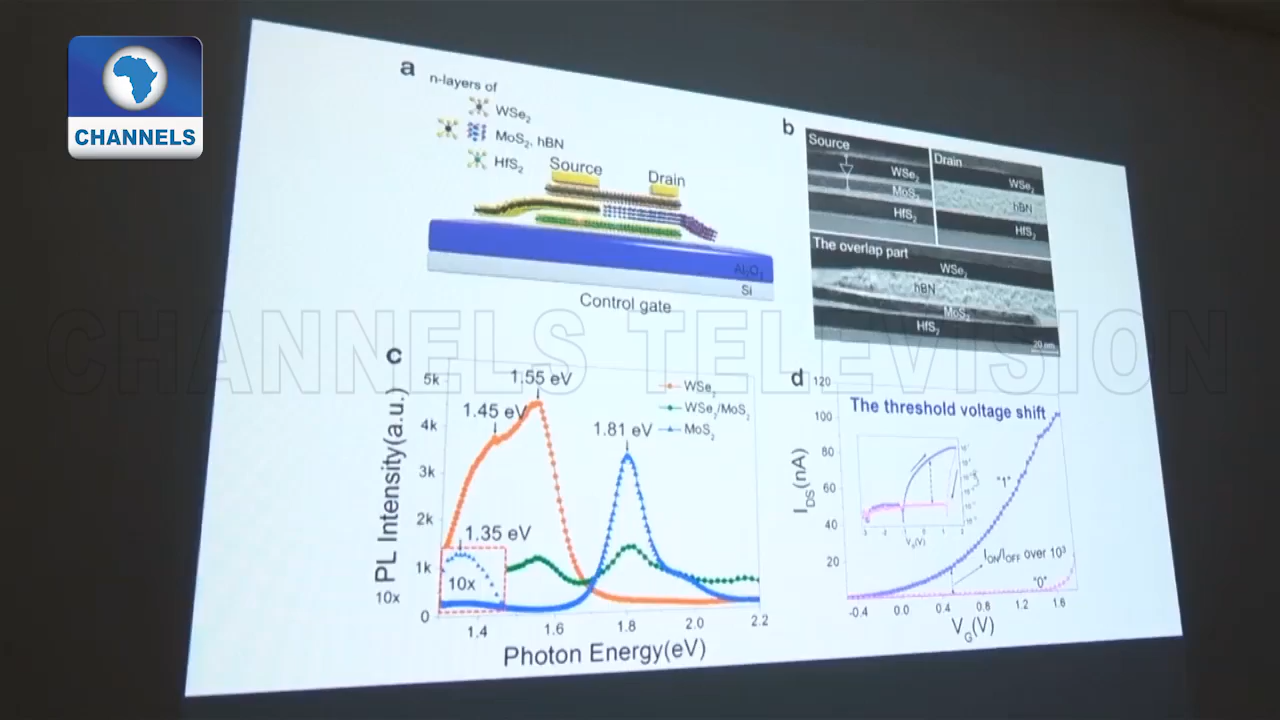 CHANNELS
CHANNELS TELEVISION
a
n-layers of
WSe₂
MoS₂, hBN
HfS₂
Source
Drain
Al₂O₃
Si
Control gate
b
Source
WSe₂
MoS₂
HfS₂
Drain
WSe₂
hBN
HfS₂
The overlap part
WSe₂
hBN
MoS₂
HfS₂
20 nm
c
PL Intensity(a.u.)
5k
4k
3k
2k
1k
0
10x
1.55 eV
1.45 eV
1.81 eV
1.35 eV
10x
WSe₂
WSe₂/MoS₂
MoS₂
1.4
1.6
1.8
2.0
2.2
Photon Energy(eV)
d
120
100
80
60
40
20
I_DS(nA)
The threshold voltage shift
"1"
V_G(V)
I_ON/I_OFF over 10³
"0"
-0.4
0.0
0.4
0.8
1.2
1.6
V_G(V)